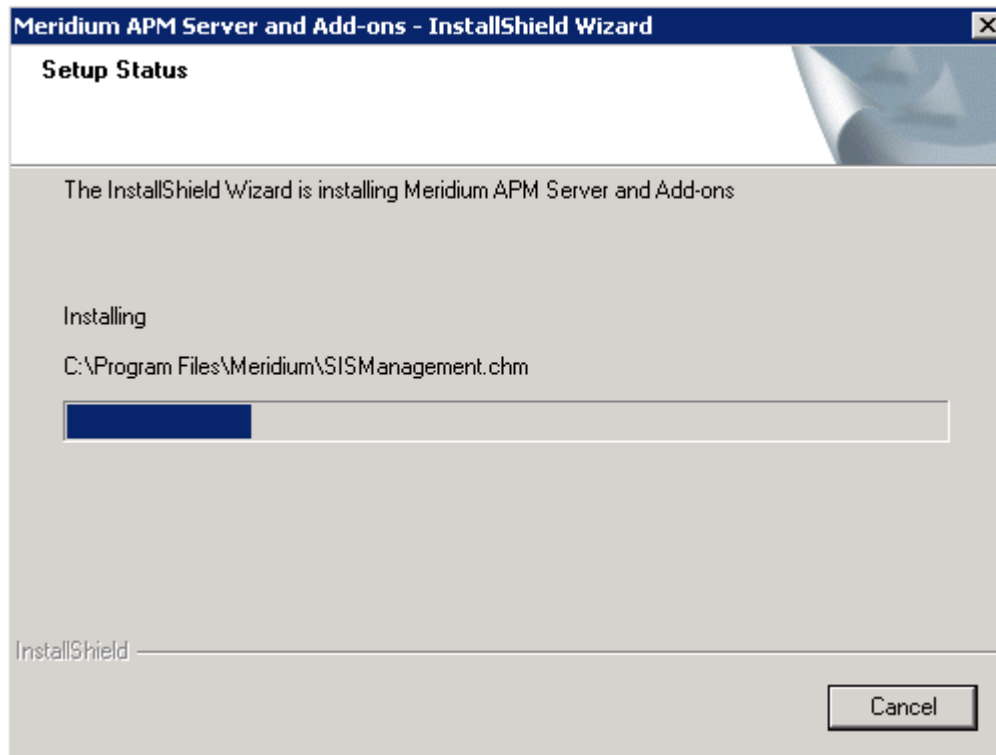 Meridium APM Server and Add-ons - InstallShield Wizard
Setup Status
The InstallShield Wizard is installing Meridium APM Server and Add-ons
Installing
C:\Program Files\Meridium\SISManagement.chm
InstallShield
Cancel